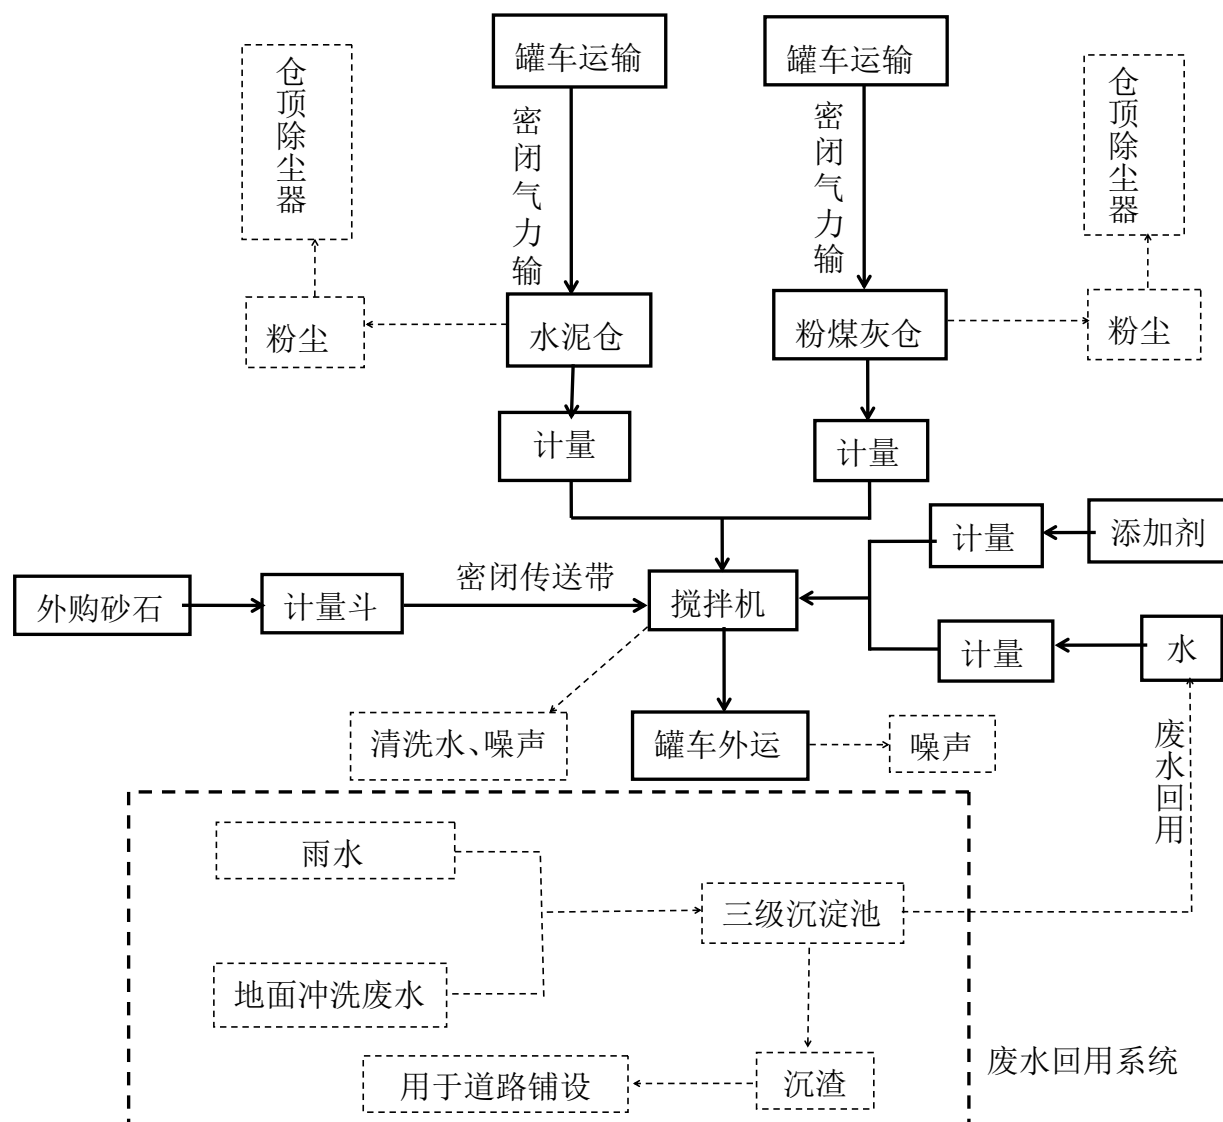 罐车运输
罐车运输
仓顶除尘器
密闭气力输
密闭气力输
仓顶除尘器
粉尘
水泥仓
粉煤灰仓
粉尘
计量
计量
计量
添加剂
外购砂石
计量斗
密闭传送带
搅拌机
计量
水
清洗水、噪声
罐车外运
噪声
废水回用
雨水
三级沉淀池
地面冲洗废水
用于道路铺设
沉渣
废水回用系统